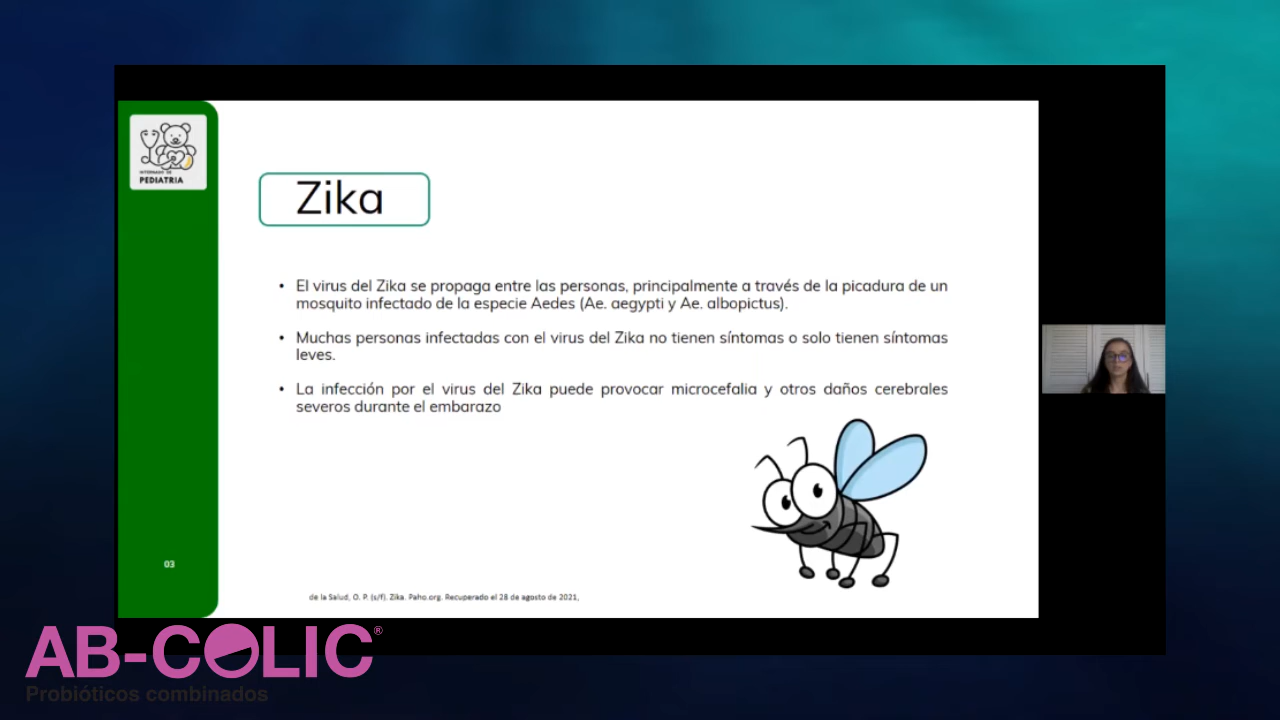 INTERNADO DE
PEDIATRIA
Zika
• El virus del Zika se propaga entre las personas, principalmente a través de la picadura de un
mosquito infectado de la especie Aedes (Ae. aegypti y Ae. albopictus).
• Muchas personas infectadas con el virus del Zika no tienen síntomas o solo tienen síntomas
leves.
• La infección por el virus del Zika puede provocar microcefalia y otros daños cerebrales
severos durante el embarazo
03
de la Salud, O. P. (s/f). Zika. Paho.org. Recuperado el 28 de agosto de 2021,
AB-COLIC®
Probióticos combinados